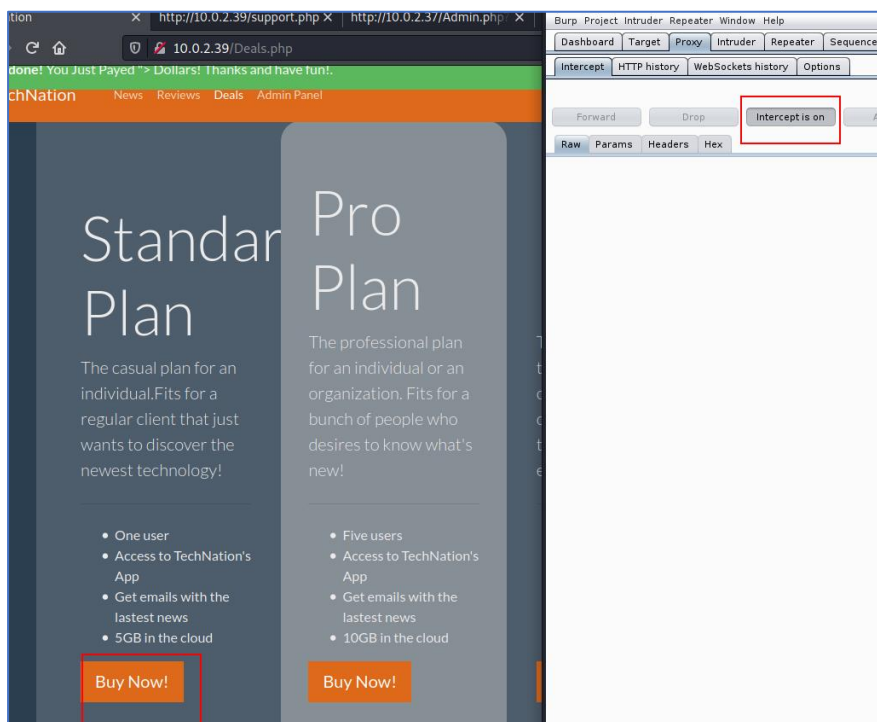 tion
http://10.0.2.39/support.php
http://10.0.2.37/Admin.php
10.0.2.39/Deals.php
done! You Just Payed "> Dollars! Thanks and have fun!.
chNation
News Reviews Deals Admin Panel
Standar
Plan
The casual plan for an
individual.Fits for a
regular client that just
wants to discover the
newest technology!
• One user
• Access to TechNation's
App
• Get emails with the
lastest news
• 5GB in the cloud
Buy Now!
Pro
Plan
The professional plan
for an individual or an
organization. Fits for a
bunch of people who
desires to know what's
new!
• Five users
• Access to TechNation's
App
• Get emails with the
lastest news
• 10GB in the cloud
Buy Now!
Burp Project Intruder Repeater Window Help
Dashboard Target Proxy Intruder Repeater Sequence
Intercept HTTP history WebSockets history Options
Forward Drop Intercept is on
Raw Params Headers Hex